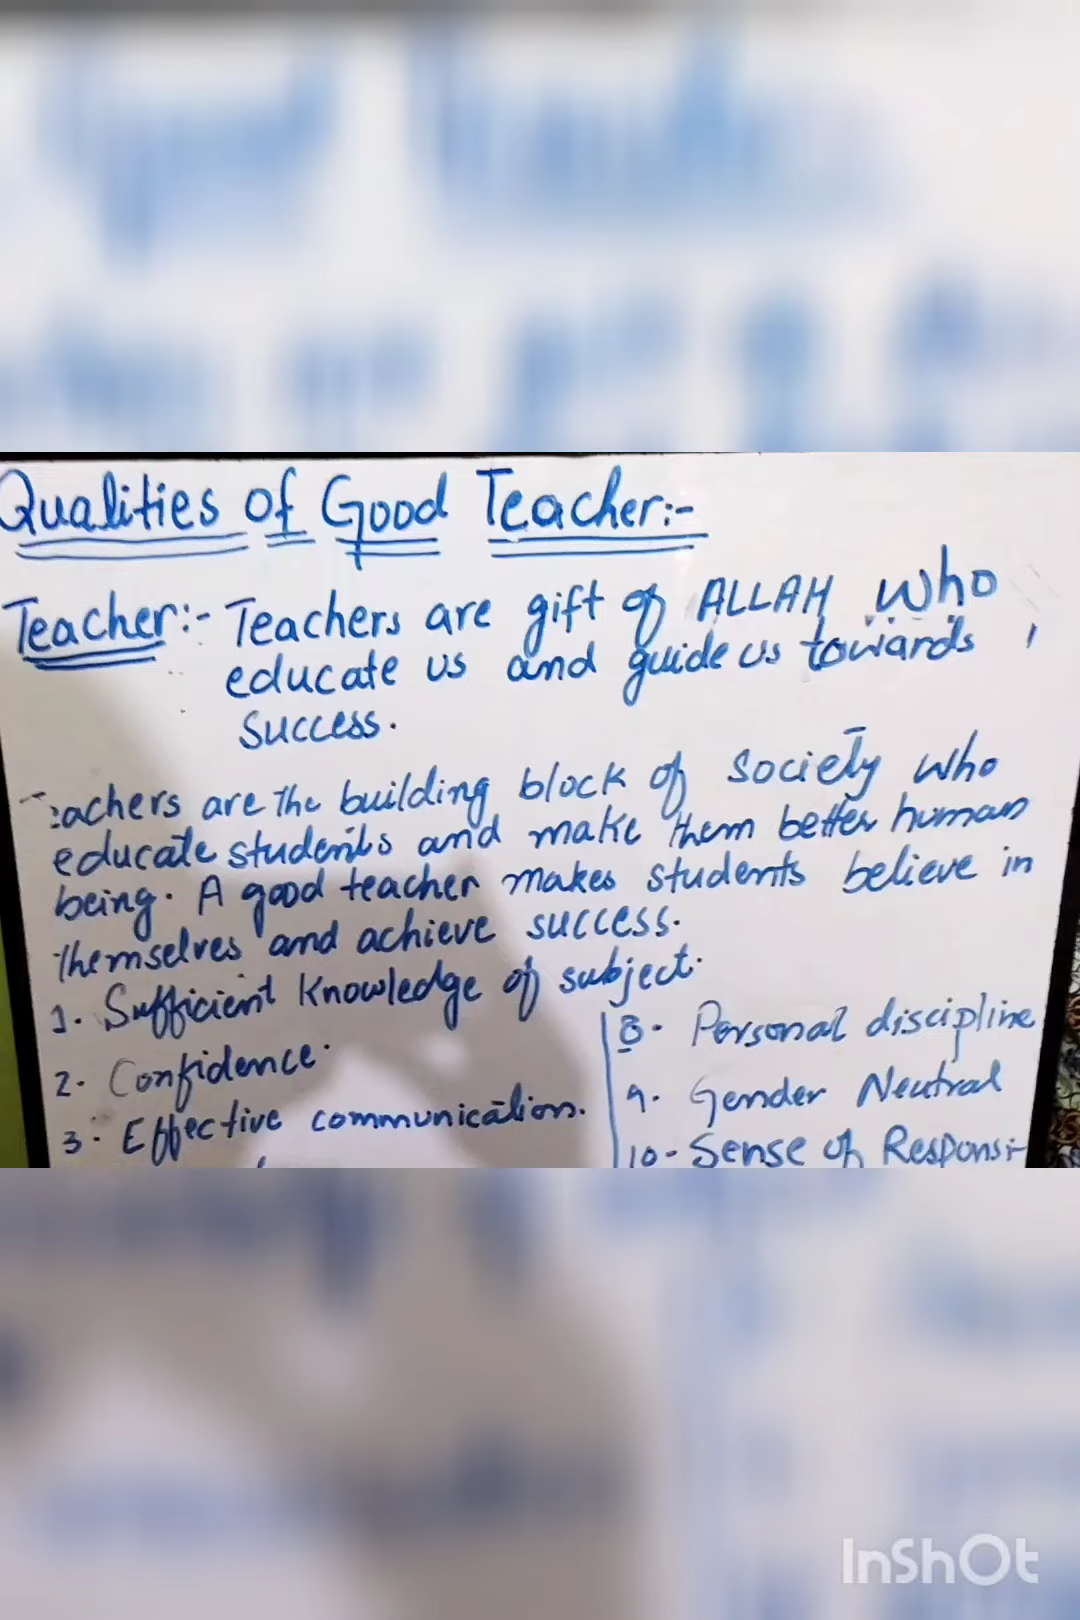 Qualities of Good Teacher:-
Teacher:- Teachers are gift of ALLAH who
educate us and guide us towards
success.
Teachers are the building block of society who
educate students and make them better human
being. A good teacher makes students believe in
themselves and achieve success.
1. Sufficient Knowledge of subject.
2. Confidence.
3. Effective communication.
8. Personal discipline
9. Gender Neutral
10- Sense of Responsi-
InShOt